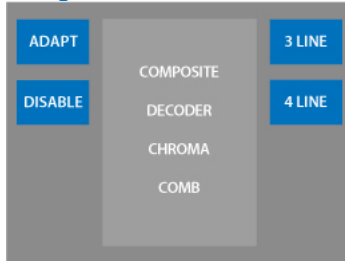 ADAPT
3 LINE
COMPOSITE
DISABLE
DECODER
4 LINE
CHROMA
COMB